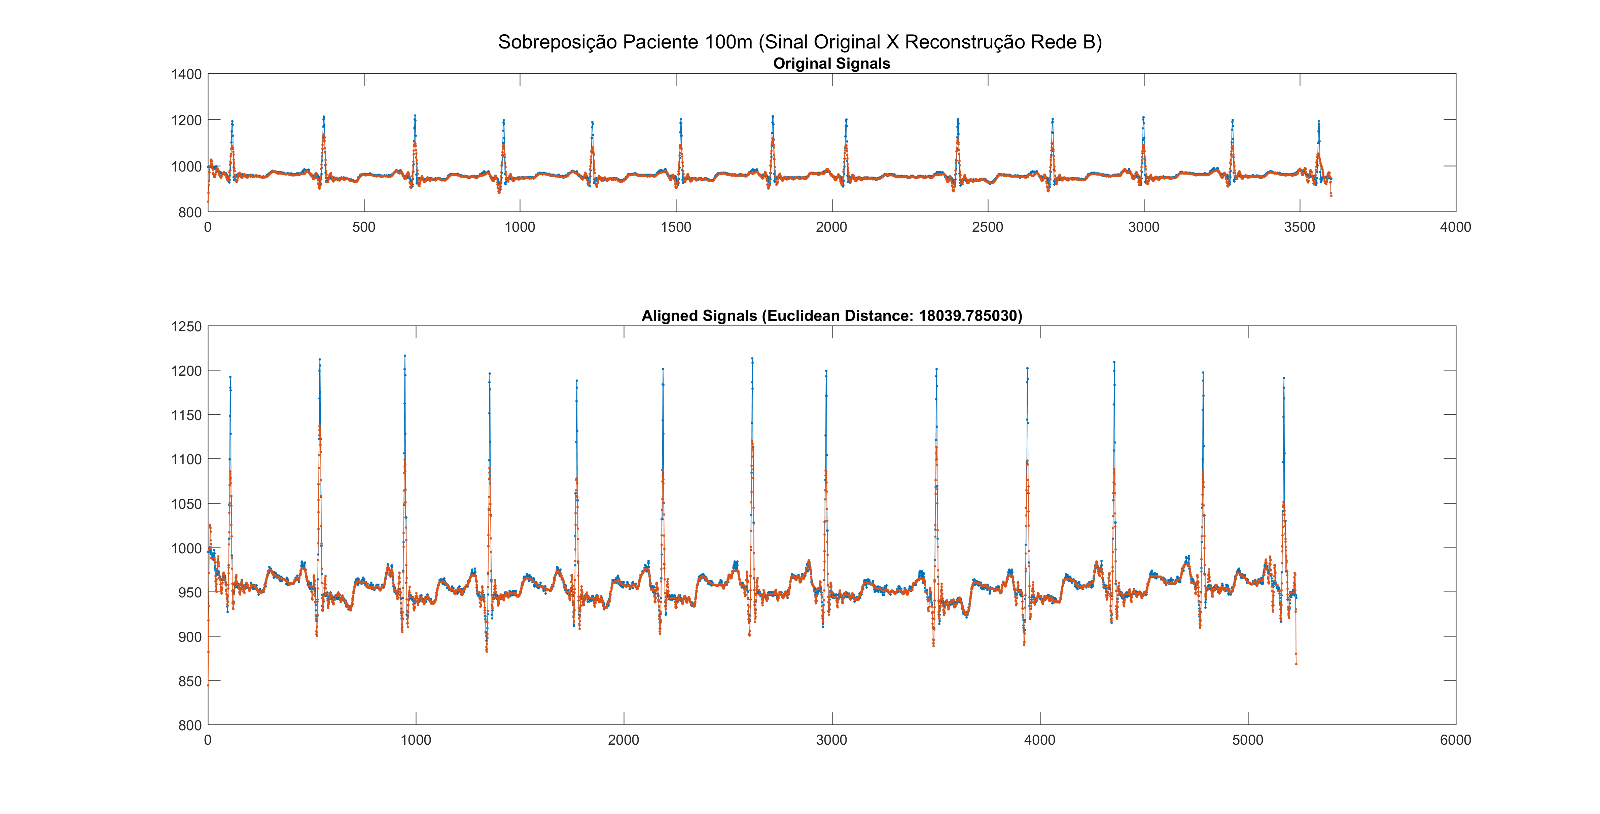 Sobreposição Paciente 100m (Sinal Original X Reconstrução Rede B)
Original Signals
1400
1200
1000
800
0 500 1000 1500 2000 2500 3000 3500 4000
Aligned Signals (Euclidean Distance: 18039.785030)
1250
1200
1150
1100
1050
1000
950
900
850
800
0 1000 2000 3000 4000 5000 6000